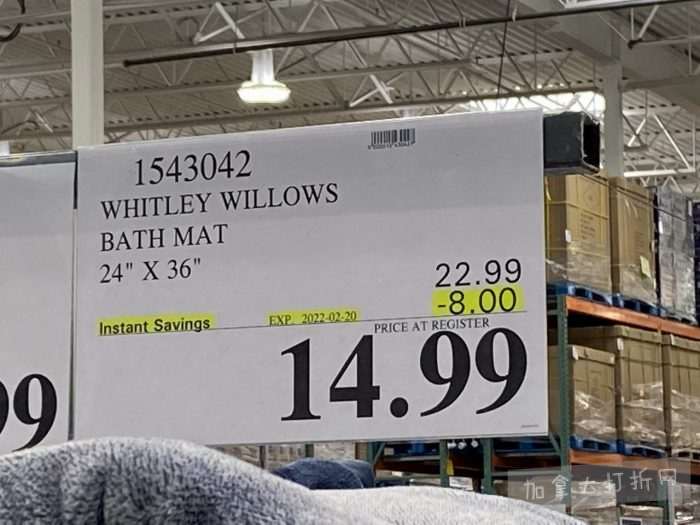 1543042
WHITLEY WILLOWS
BATH MAT
24" X 36"
22.99
-8.00
Instant Savings EXP 2022-02-20
PRICE AT REGISTER
14.99
99
加拿大打折网